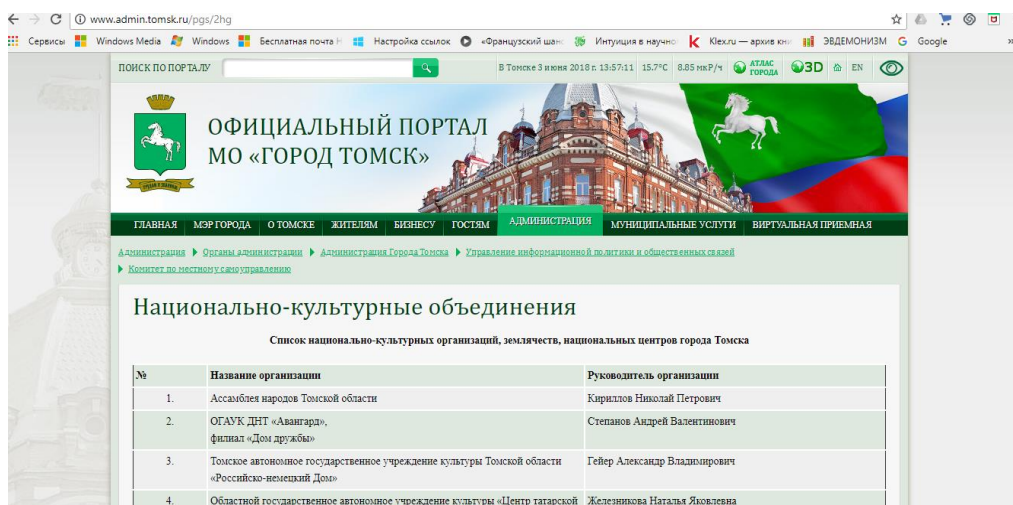 www.admin.tomsk.ru/pgs/2hg
Сервисы Windows Media Windows Бесплатная почта H Настройка ссылок «Французский шан Интуиция в научно Klex.ru — архив кни ЭВДЕМОНИЗМ Google »
ПОИСК ПО ПОРТАЛУ В Томске 3 июня 2018 г. 13:57:11 15.7°C 8.85 мкР/ч АТЛАС ГОРОДА 3D EN
ОФИЦИАЛЬНЫЙ ПОРТАЛ
МО «ГОРОД ТОМСК»
ГЛАВНАЯ МЭР ГОРОДА О ТОМСКЕ ЖИТЕЛЯМ БИЗНЕСУ ГОСТЯМ АДМИНИСТРАЦИЯ МУНИЦИПАЛЬНЫЕ УСЛУГИ ВИРТУАЛЬНАЯ ПРИЕМНАЯ
Администрация Органы администрации Администрация Города Томска Управление информационной политики и общественных связей
Комитет по местному самоуправлению
Национально-культурные объединения
Список национально-культурных организаций, землячеств, национальных центров города Томска
№ Название организации Руководитель организации
1. Ассамблея народов Томской области Кириллов Николай Петрович
2. ОГАУК ДНТ «Авангард», Степанов Андрей Валентинович
филиал «Дом дружбы»
3. Томское автономное государственное учреждение культуры Томской области Гейер Александр Владимирович
«Российско-немецкий Дом»
4. Областной государственное автономное учреждение культуры «Центр татарской Железникова Наталья Яковлевна